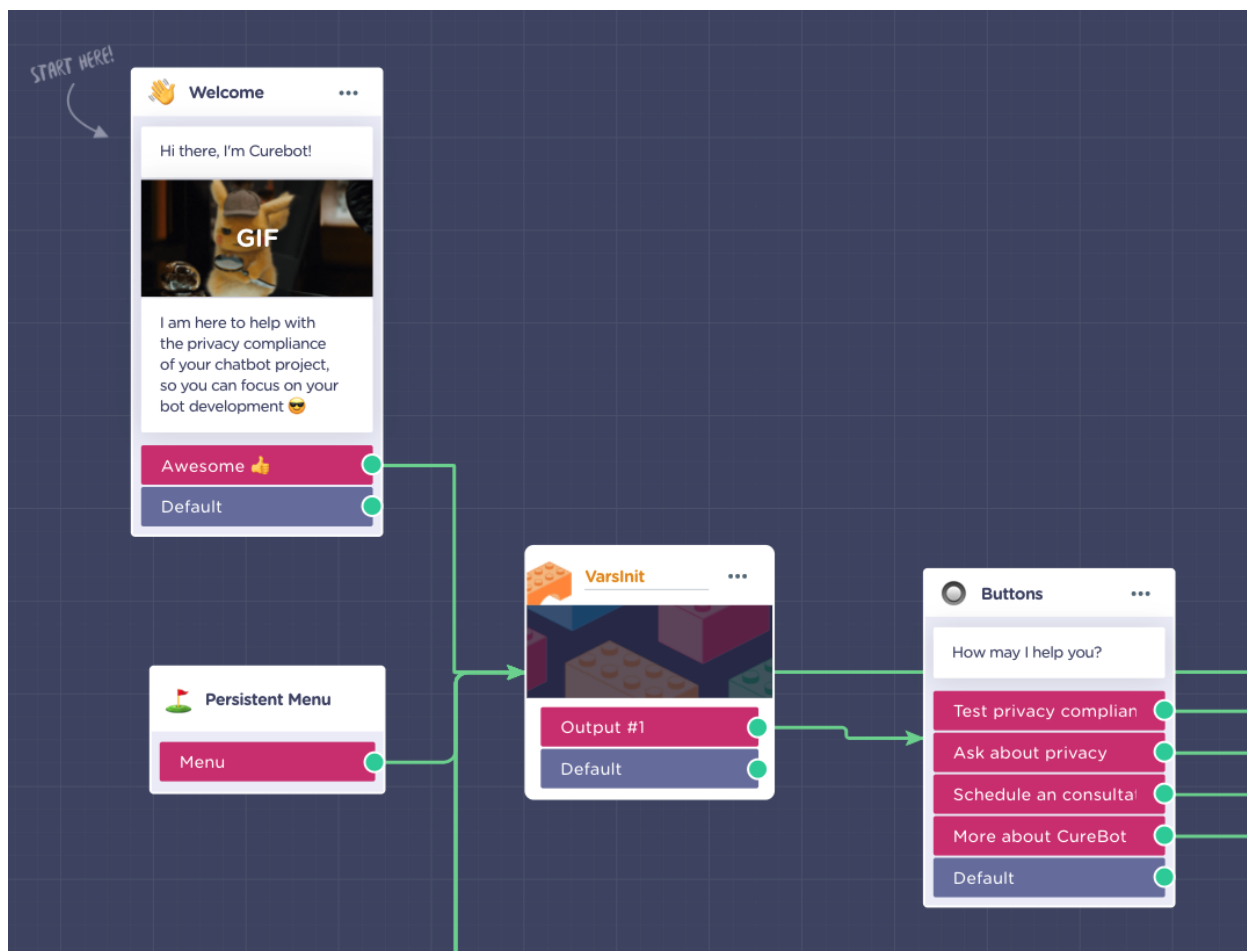 START HERE!
Welcome
Hi there, I'm Curebot!
GIF
I am here to help with
the privacy compliance
of your chatbot project,
so you can focus on your
bot development 😎
Awesome 👍
Default
Persistent Menu
Menu
VarsInit
Output #1
Default
Buttons
How may I help you?
Test privacy complian
Ask about privacy
Schedule an consulta
More about CureBot
Default